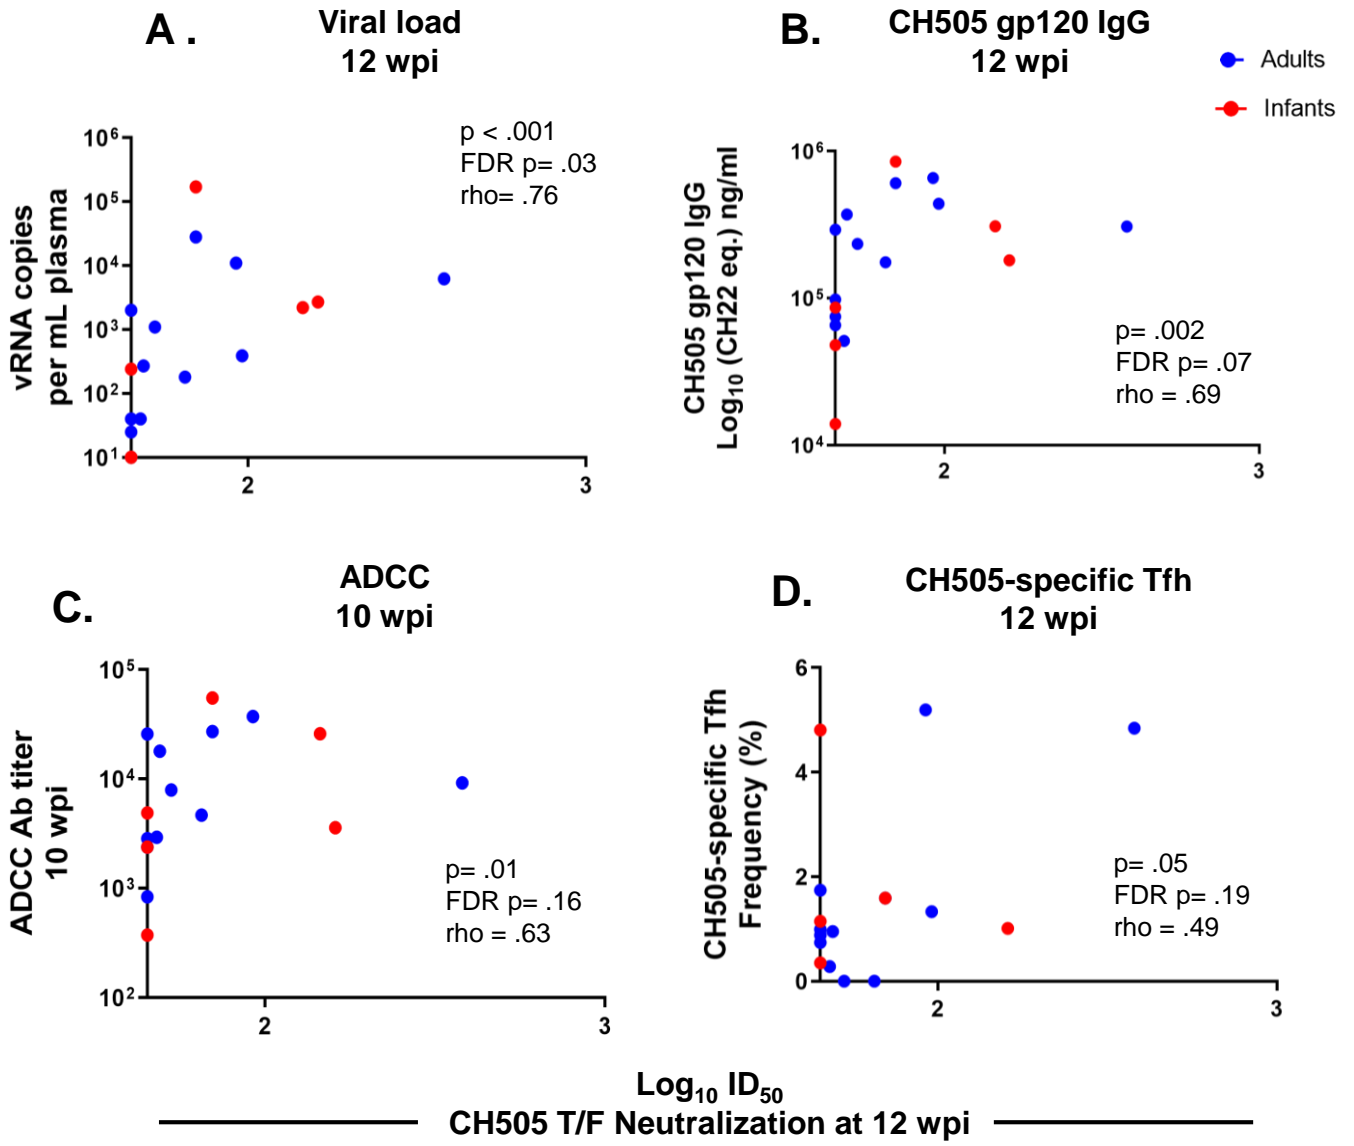 A .
Viral load
12 wpi
p < .001
FDR p= .03
rho= .76
vRNA copies
per mL plasma
10⁶
10⁵
10⁴
10³
10²
10¹
2
3
B.
CH505 gp120 IgG
12 wpi
Adults
Infants
CH505 gp120 IgG
Log₁₀ (CH22 eq.) ng/ml
10⁶
10⁵
10⁴
p= .002
FDR p= .07
rho = .69
2
3
C.
ADCC
10 wpi
ADCC Ab titer
10 wpi
10⁵
10⁴
10³
10²
p= .01
FDR p= .16
rho = .63
2
3
D.
CH505-specific Tfh
12 wpi
CH505-specific Tfh
Frequency (%)
6
4
2
0
p= .05
FDR p= .19
rho = .49
2
3
Log₁₀ ID₅₀
CH505 T/F Neutralization at 12 wpi